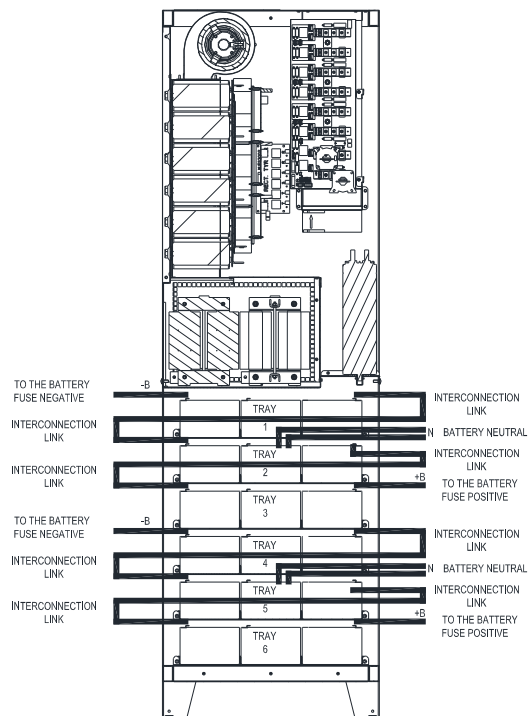 TO THE BATTERY
FUSE NEGATIVE
-B
INTERCONNECTION
LINK
TRAY
1
INTERCONNECTION
LINK
N BATTERY NEUTRAL
TRAY
2
INTERCONNECTION
LINK
INTERCONNECTION
LINK
+B
TO THE BATTERY
FUSE POSITIVE
TRAY
3
TO THE BATTERY
FUSE NEGATIVE
-B
INTERCONNECTION
LINK
TRAY
4
INTERCONNECTION
LINK
N BATTERY NEUTRAL
TRAY
5
INTERCONNECTION
LINK
INTERCONNECTION
LINK
+B
TO THE BATTERY
FUSE POSITIVE
TRAY
6